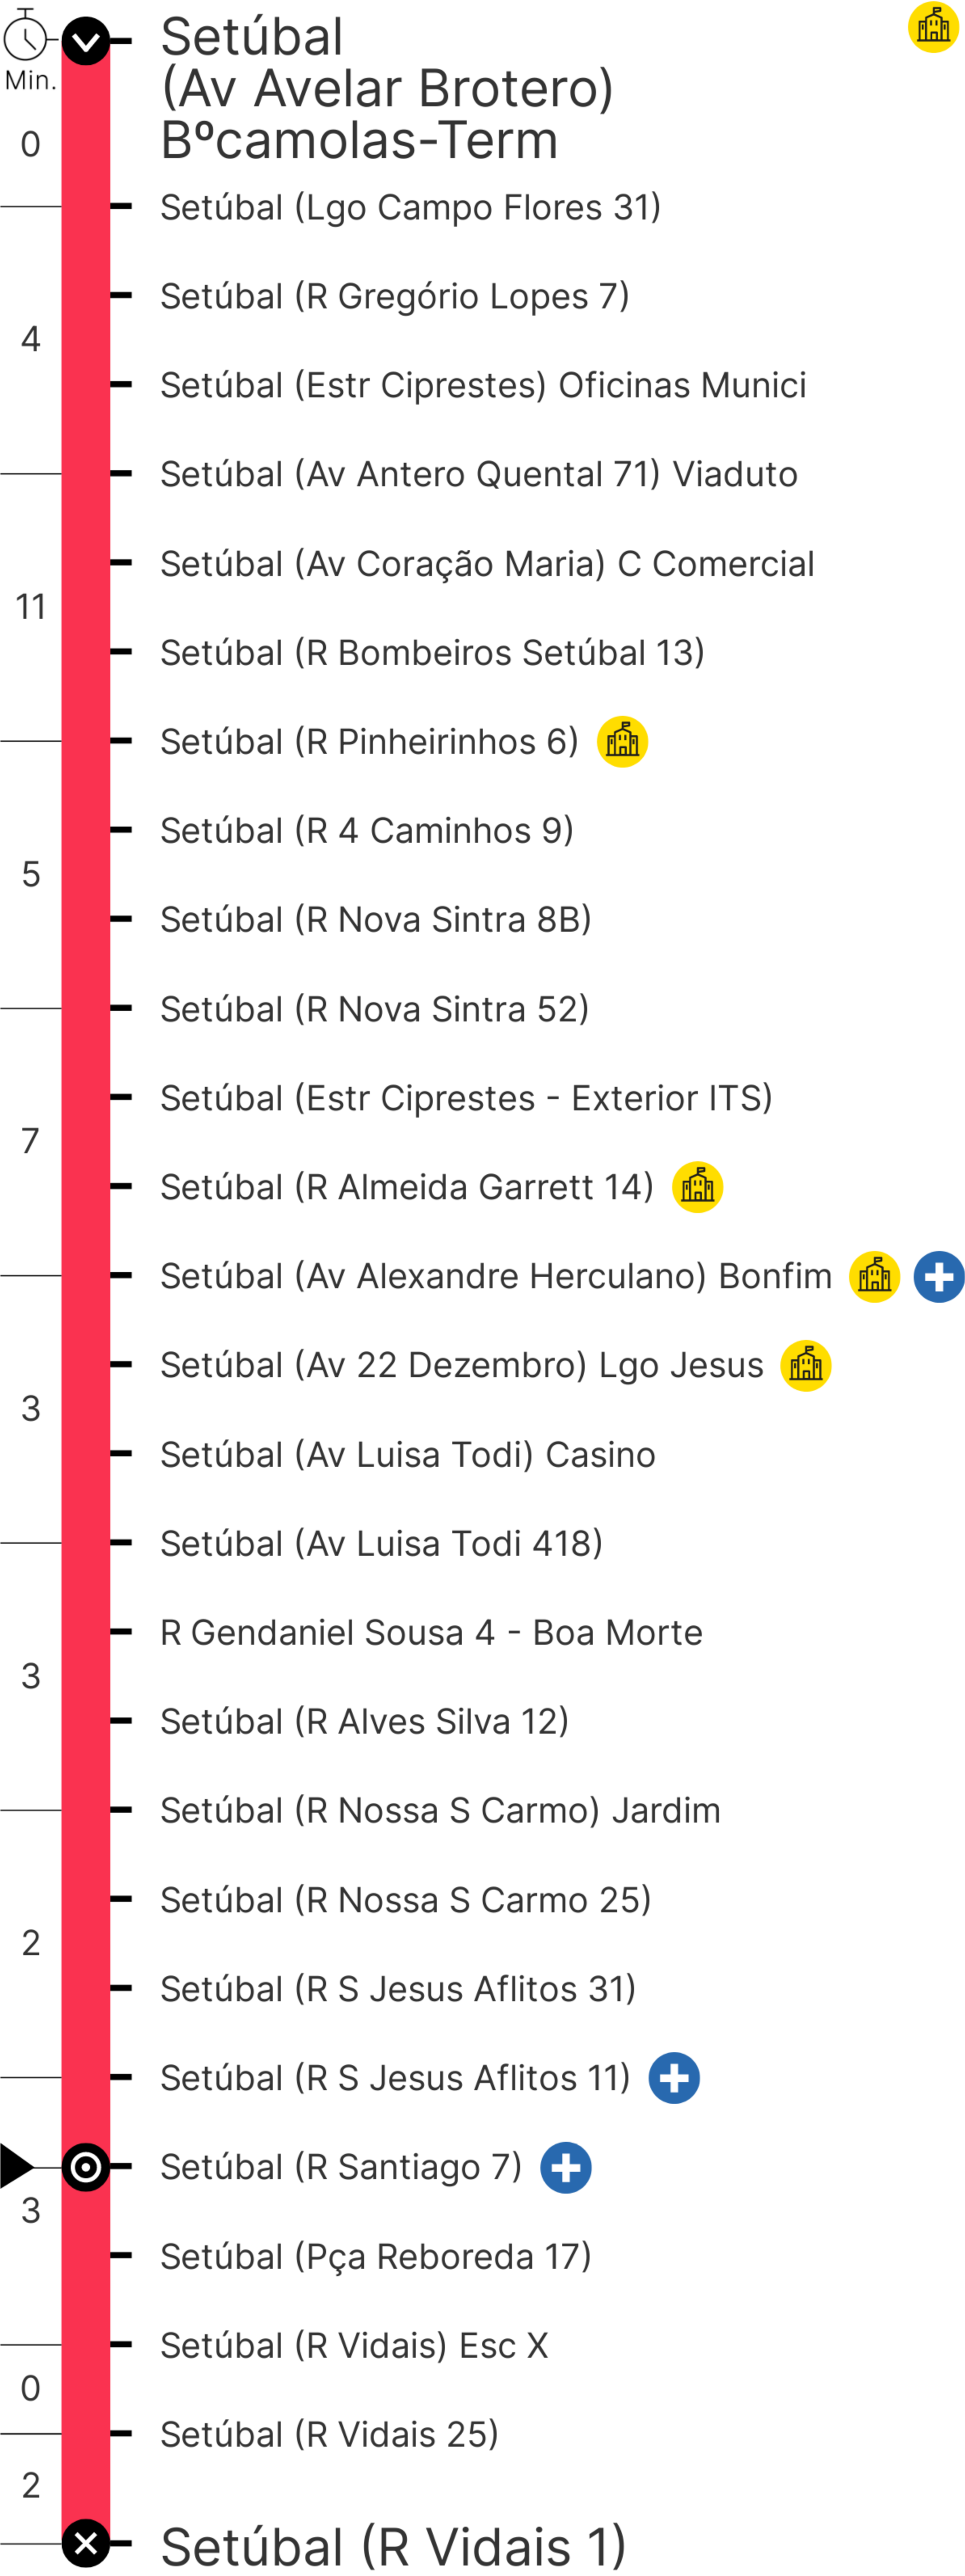 Setúbal
(Av Avelar Brotero)
Min.
Bºcamolas-Term
0
Setúbal (Lgo Campo Flores 31)
Setúbal (R Gregório Lopes 7)
4
Setúbal (Estr Ciprestes) Oficinas Munici
Setúbal (Av Antero Quental 71) Viaduto
Setúbal (Av Coração Maria) C Comercial
11
Setúbal (R Bombeiros Setúbal 13)
Setúbal (R Pinheirinhos 6)
Setúbal (R 4 Caminhos 9)
5
Setúbal (R Nova Sintra 8B)
Setúbal (R Nova Sintra 52)
Setúbal (Estr Ciprestes - Exterior ITS)
7
Setúbal (R Almeida Garrett 14)
Setúbal (Av Alexandre Herculano) Bonfim
Setúbal (Av 22 Dezembro) Lgo Jesus
3
Setúbal (Av Luisa Todi) Casino
Setúbal (Av Luisa Todi 418)
R Gendaniel Sousa 4 - Boa Morte
3
Setúbal (R Alves Silva 12)
Setúbal (R Nossa S Carmo) Jardim
Setúbal (R Nossa S Carmo 25)
2
Setúbal (R S Jesus Aflitos 31)
Setúbal (R S Jesus Aflitos 11)
Setúbal (R Santiago 7)
3
Setúbal (Pça Reboreda 17)
Setúbal (R Vidais) Esc X
0
Setúbal (R Vidais 25)
2
Setúbal (R Vidais 1)